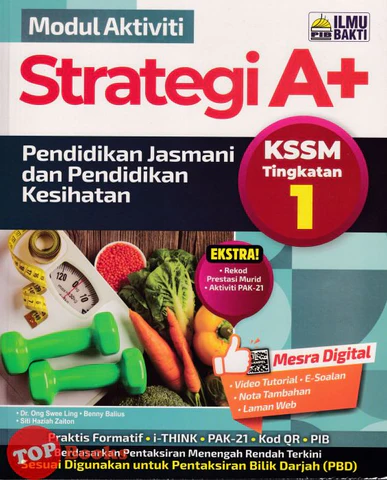 Modul Aktiviti
PIB
ILMU
BAKTI
Strategi A+
Pendidikan Jasmani
dan Pendidikan
Kesihatan
KSSM
Tingkatan
1
EKSTRA!
• Rekod
Prestasi Murid
• Aktiviti PAK-21
Mesra Digital
• Video Tutorial • E-Soalan
• Nota Tambahan
• Laman Web
• Dr. Ong Swee Ling • Benny Balius
• Siti Haziah Zaiton
Praktis Formatif • i-THINK • PAK-21 • Kod QR • PIB
Berdasarkan Pentaksiran Menengah Rendah Terkini
Sesuai Digunakan untuk Pentaksiran Bilik Darjah (PBD)
TOP
Books